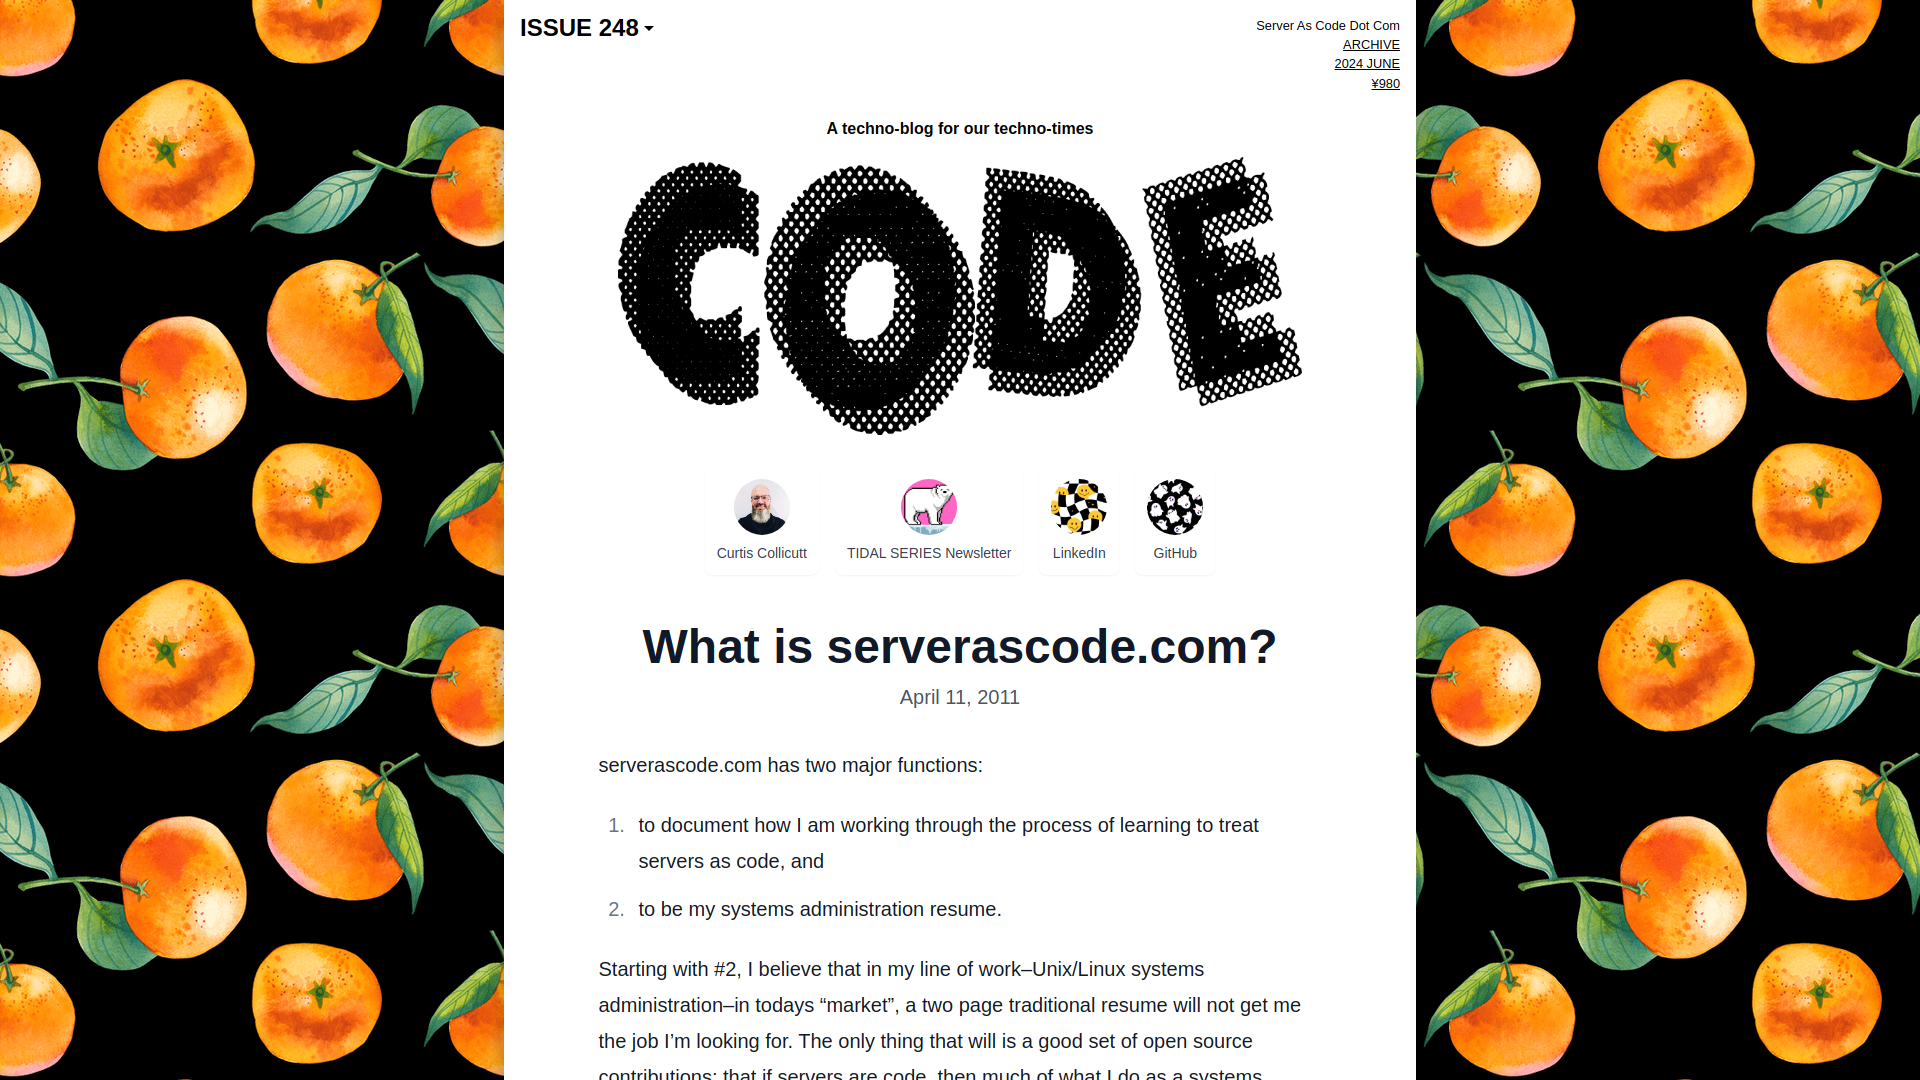 ISSUE 248
Server As Code Dot Com
ARCHIVE
2024 JUNE
¥980
A techno-blog for our techno-times
CODE
Curtis Collicutt
TIDAL SERIES Newsletter
LinkedIn
GitHub
What is serverascode.com?
April 11, 2011
serverascode.com has two major functions:
1. to document how I am working through the process of learning to treat
servers as code, and
2. to be my systems administration resume.
Starting with #2, I believe that in my line of work–Unix/Linux systems
administration–in todays “market”, a two page traditional resume will not get me
the job I’m looking for. The only thing that will is a good set of open source
contributions; that if servers are code, then much of what I do as a systems